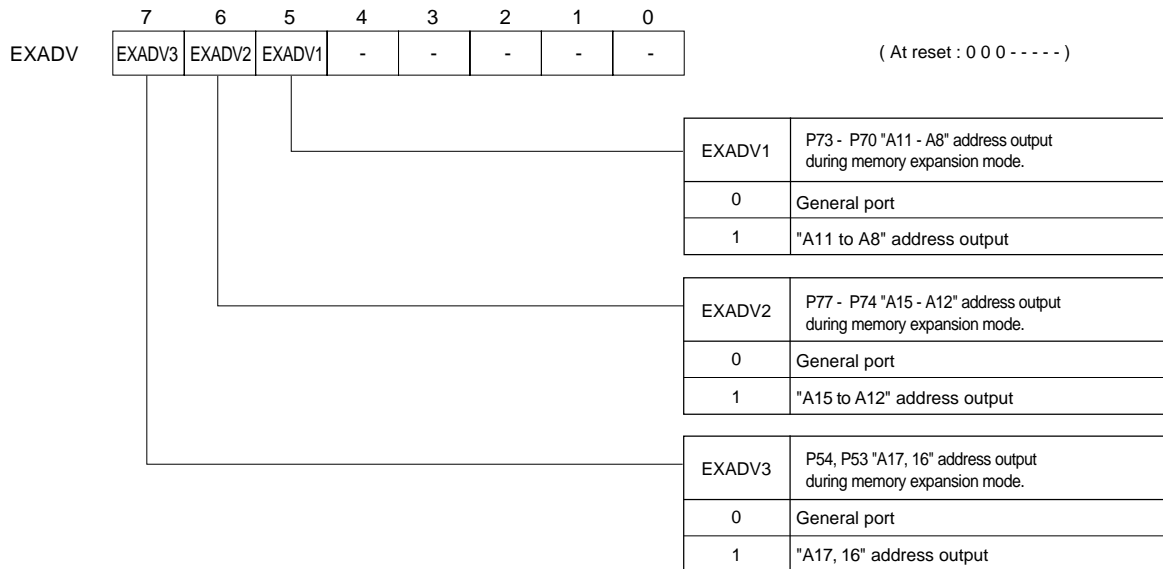 7 6 5 4 3 2 1 0
EXADV EXADV3 EXADV2 EXADV1 - - - - - ( At reset : 0 0 0 - - - - - )
EXADV1 P73 - P70 "A11 - A8" address output
during memory expansion mode.
0 General port
1 "A11 to A8" address output
EXADV2 P77 - P74 "A15 - A12" address output
during memory expansion mode.
0 General port
1 "A15 to A12" address output
EXADV3 P54, P53 "A17, 16" address output
during memory expansion mode.
0 General port
1 "A17, 16" address output